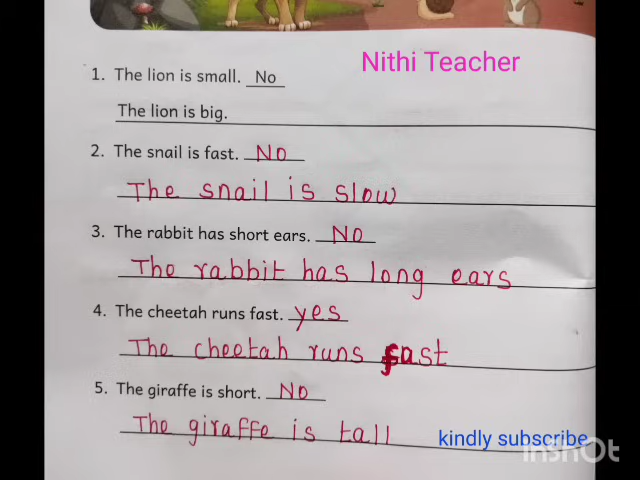 Nithi Teacher
1. The lion is small. No
The lion is big.
2. The snail is fast. No
The snail is slow
3. The rabbit has short ears. No
The rabbit has long ears
4. The cheetah runs fast. yes
The cheetah runs fast
5. The giraffe is short. No
The giraffe is tall
kindly subscribe
InShOt